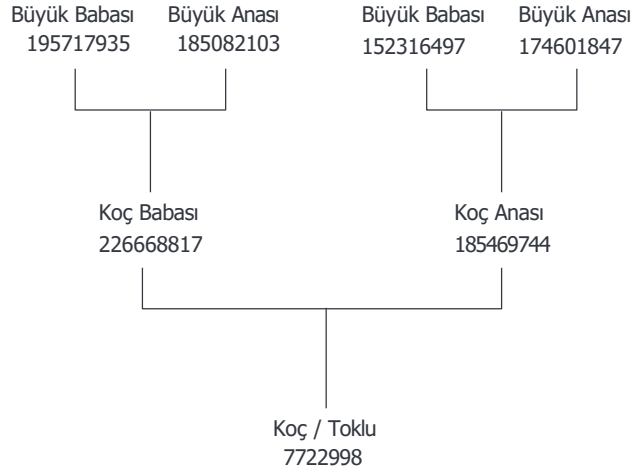 Büyük Babası Büyük Anası Büyük Babası Büyük Anası
195717935 185082103 152316497 174601847
Koç Babası Koç Anası
226668817 185469744
Koç / Toklu
7722998